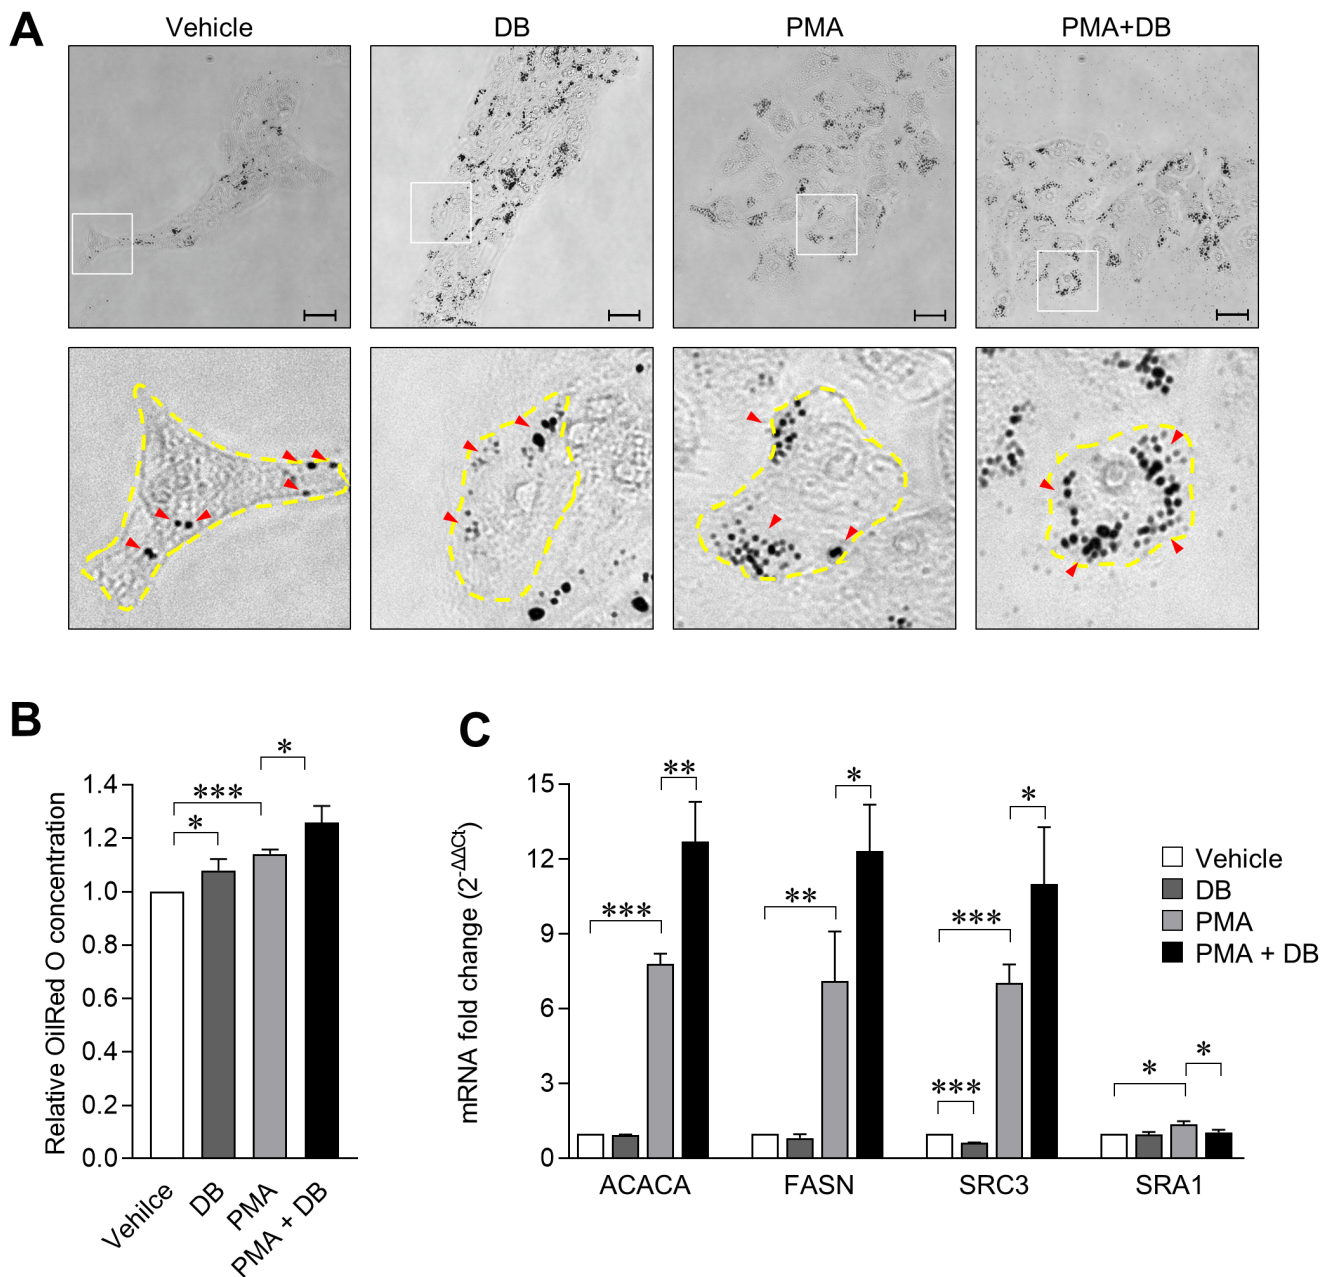 A
Vehicle DB PMA PMA+DB
B
Relative OilRed O concentration
1.4
1.2
1.0
0.8
0.6
0.4
0.2
0.0
***
*
*
Vehilce DB PMA PMA + DB
C
mRNA fold change (2-ΔΔCt)
15
12
9
6
3
0
*** **
** *
*** *** *
* *
ACACA FASN SRC3 SRA1
Vehicle
DB
PMA
PMA + DB